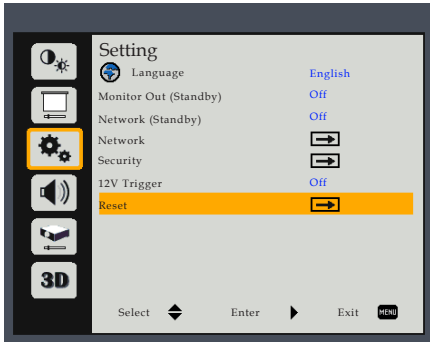 Setting
Language English
Monitor Out (Standby) Off
Network (Standby) Off
Network
Security
12V Trigger Off
Reset
3D
Select Enter Exit MENU